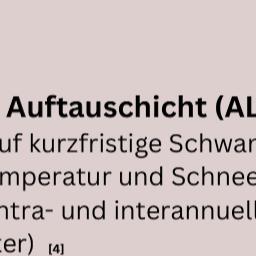 Auftauschicht (AL
uf kurzfristige Schwan
mperatur und Schnee
ntra- und interannuell
ter) [4]